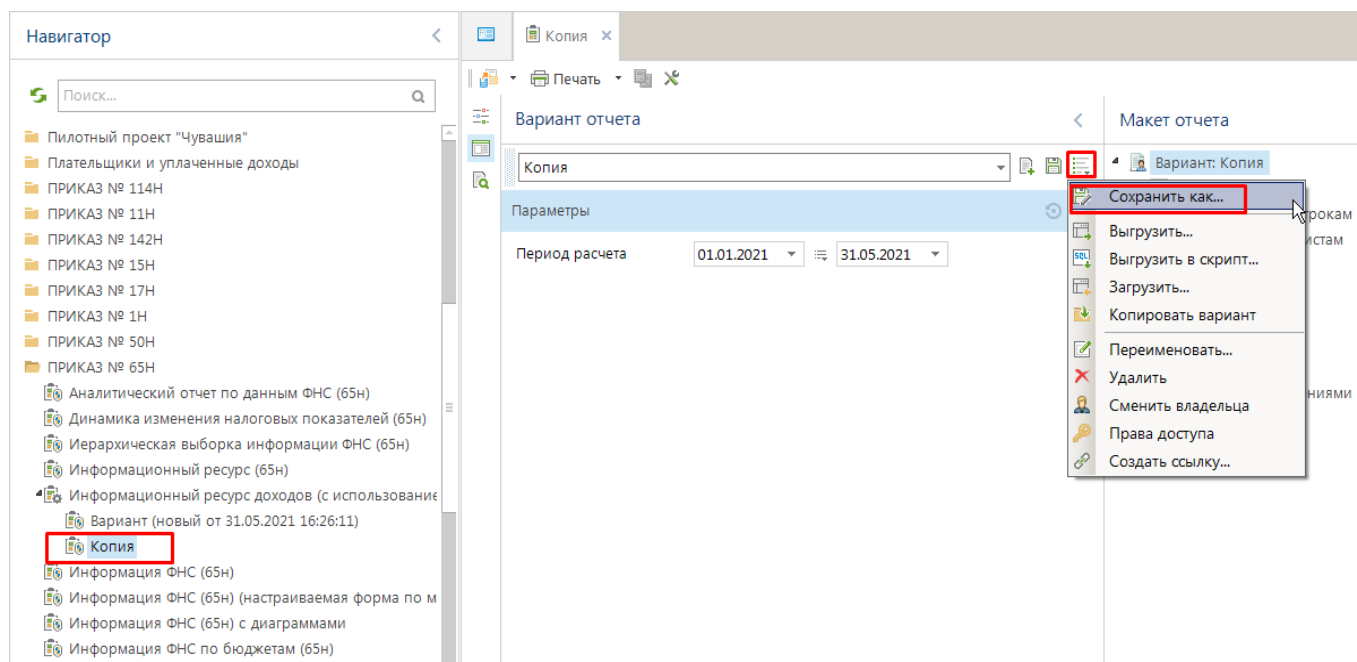 Навигатор
Поиск...
Пилотный проект "Чувашия"
Плательщики и уплаченные доходы
ПРИКАЗ № 114Н
ПРИКАЗ № 11Н
ПРИКАЗ № 142Н
ПРИКАЗ № 15Н
ПРИКАЗ № 17Н
ПРИКАЗ № 1Н
ПРИКАЗ № 50Н
ПРИКАЗ № 65Н
Аналитический отчет по данным ФНС (65н)
Динамика изменения налоговых показателей (65н)
Иерархическая выборка информации ФНС (65н)
Информационный ресурс (65н)
Информационный ресурс доходов (с использование
Вариант (новый от 31.05.2021 16:26:11)
Копия
Информация ФНС (65н)
Информация ФНС (65н) (настраиваемая форма по м
Информация ФНС (65н) с диаграммами
Информация ФНС по бюджетам (65н)
Копия
Печать
Вариант отчета
Копия
Параметры
Период расчета 01.01.2021 31.05.2021
Макет отчета
Вариант: Копия
рокам
истам
ниями
Сохранить как...
Выгрузить...
SQL
Выгрузить в скрипт...
Загрузить...
Копировать вариант
Переименовать...
Удалить
Сменить владельца
Права доступа
Создать ссылку...